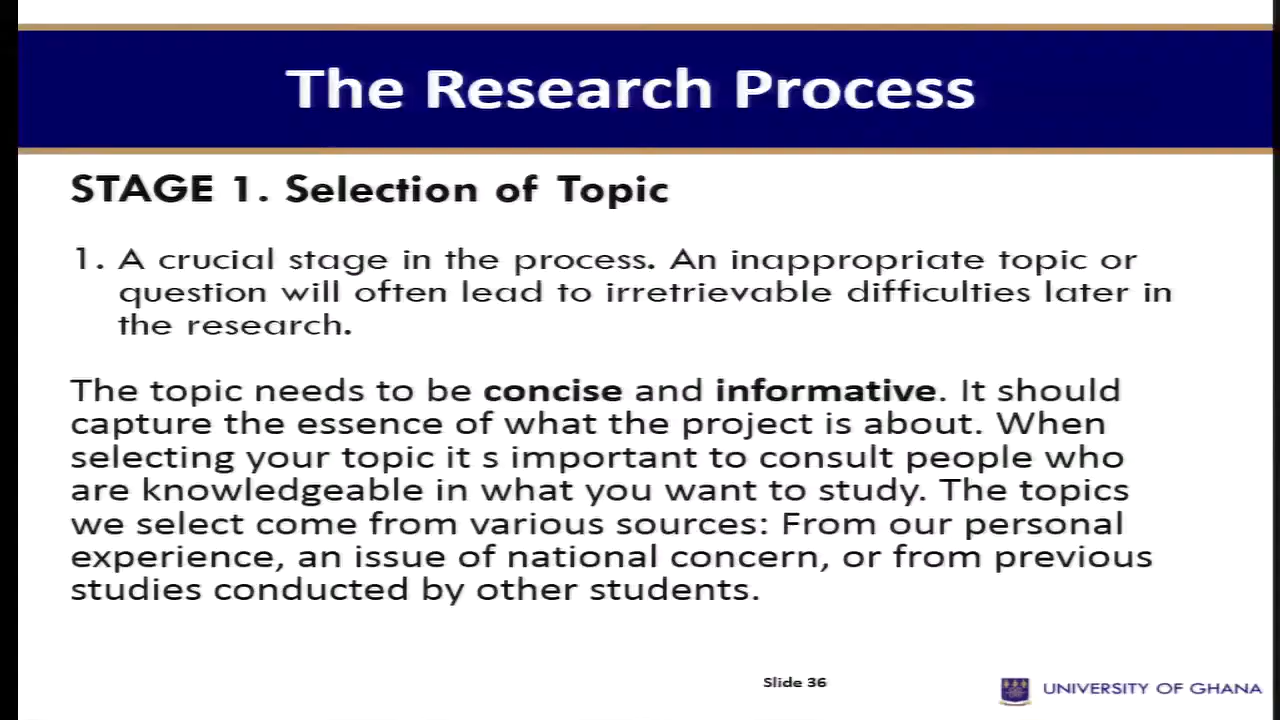 The Research Process
STAGE 1. Selection of Topic
1. A crucial stage in the process. An inappropriate topic or
question will often lead to irretrievable difficulties later in
the research.
The topic needs to be concise and informative. It should
capture the essence of what the project is about. When
selecting your topic it s important to consult people who
are knowledgeable in what you want to study. The topics
we select come from various sources: From our personal
experience, an issue of national concern, or from previous
studies conducted by other students.
Slide 36
UNIVERSITY OF GHANA